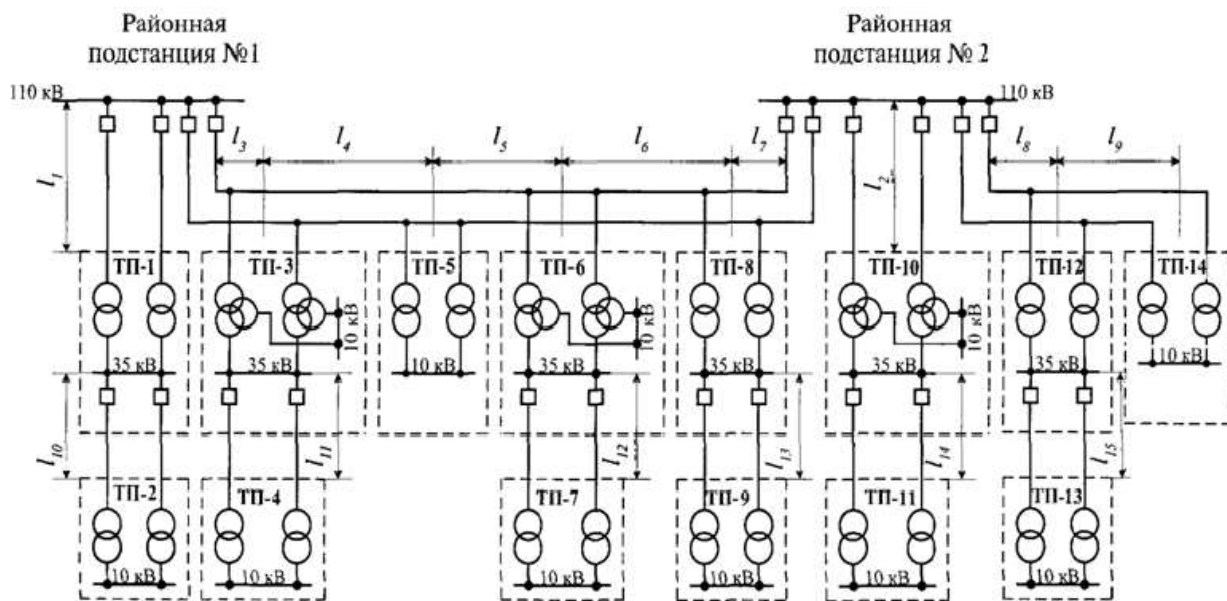 Районная
подстанция №1
Районная
подстанция № 2
110 кВ
110 кВ
l3
l4
l5
l6
l7
l8
l9
l1
l2
ТП-1
ТП-3
ТП-5
ТП-6
ТП-8
ТП-10
ТП-12
ТП-14
10 кВ
10 кВ
10 кВ
35 кВ
35 кВ
10 кВ
35 кВ
35 кВ
35 кВ
35 кВ
10 кВ
l10
l11
l12
l13
l14
l15
ТП-2
ТП-4
ТП-7
ТП-9
ТП-11
ТП-13
10 кВ
10 кВ
10 кВ
10 кВ
10 кВ
10 кВ